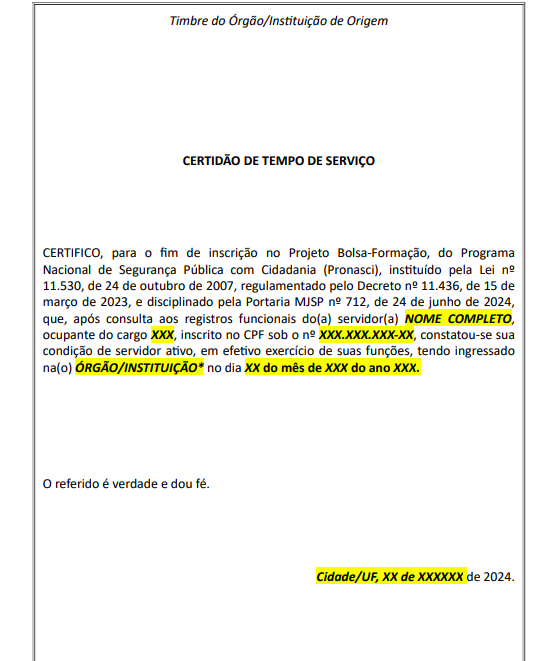 Timbre do Órgão/Instituição de Origem
CERTIDÃO DE TEMPO DE SERVIÇO
CERTIFICO, para o fim de inscrição no Projeto Bolsa-Formação, do Programa
Nacional de Segurança Pública com Cidadania (Pronasci), instituído pela Lei nº
11.530, de 24 de outubro de 2007, regulamentado pelo Decreto nº 11.436, de 15 de
março de 2023, e disciplinado pela Portaria MJSP nº 712, de 24 de junho de 2024,
que, após consulta aos registros funcionais do(a) servidor(a) NOME COMPLETO,
ocupante do cargo XXX, inscrito no CPF sob o nº XXX.XXX.XXX-XX, constatou-se sua
condição de servidor ativo, em efetivo exercício de suas funções, tendo ingressado
na(o) ÓRGÃO/INSTITUIÇÃO* no dia XX do mês de XXX do ano XXX.
O referido é verdade e dou fé.
Cidade/UF, XX de XXXXXX de 2024.